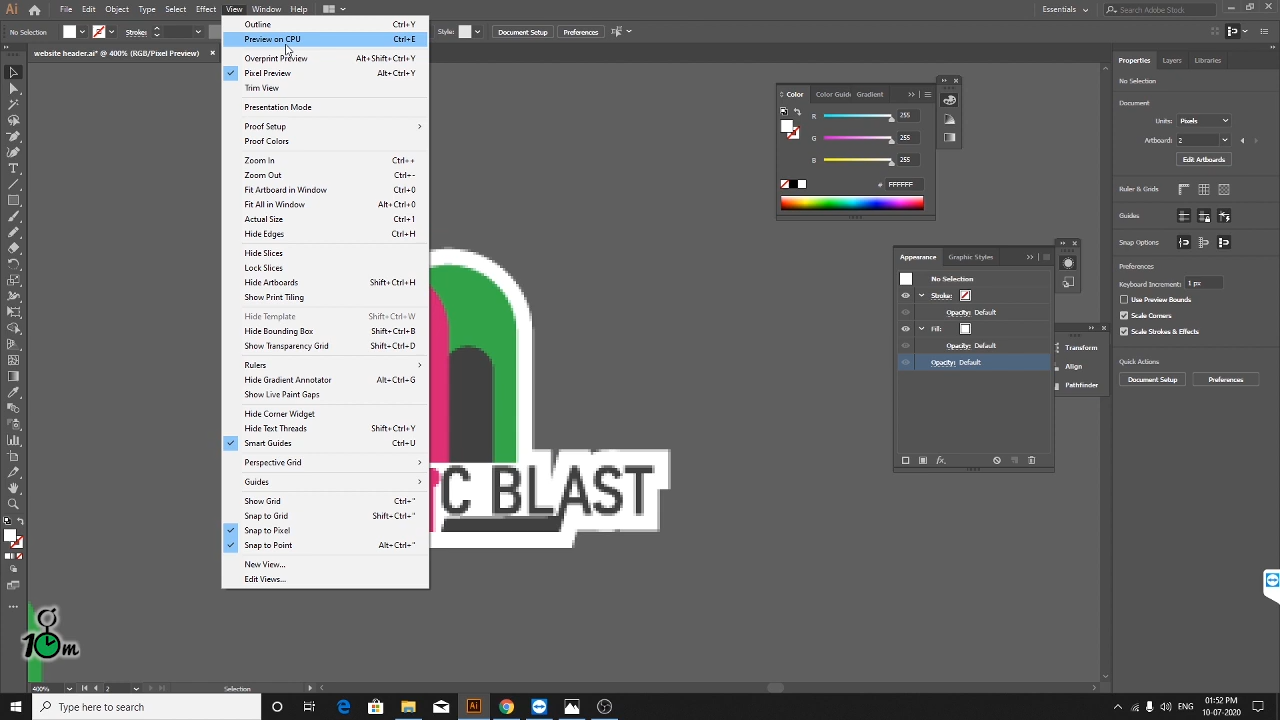 Ai File Edit Object Type Select Effect View Window Help Essentials Search Adobe Stock
No Selection Stroke: Style: Document Setup Preferences
website header.ai* @ 400% (RGB/Pixel Preview) ×
Outline Ctrl+Y
Preview on CPU Ctrl+E
Overprint Preview Alt+Shift+Ctrl+Y
Pixel Preview Alt+Ctrl+Y
Trim View
Presentation Mode
Proof Setup
Proof Colors
Zoom In Ctrl++
Zoom Out Ctrl+-
Fit Artboard in Window Ctrl+0
Fit All in Window Alt+Ctrl+0
Actual Size Ctrl+1
Hide Edges Ctrl+H
Hide Slices
Lock Slices
Hide Artboards Shift+Ctrl+H
Show Print Tiling
Hide Template Shift+Ctrl+W
Hide Bounding Box Shift+Ctrl+B
Show Transparency Grid Shift+Ctrl+D
Rulers
Hide Gradient Annotator Alt+Ctrl+G
Show Live Paint Gaps
Hide Corner Widget
Hide Text Threads Shift+Ctrl+Y
Smart Guides Ctrl+U
Perspective Grid
Guides
Show Grid Ctrl+"
Snap to Grid Shift+Ctrl+"
Snap to Pixel
Snap to Point Alt+Ctrl+"
New View...
Edit Views...
C BLAST
10m
Color Color Guide Gradient
R 255
G 255
B 255
# FFFFFF
Appearance Graphic Styles
No Selection
Stroke:
Opacity: Default
Fill:
Opacity: Default
Opacity: Default
fx
Transform
Align
Pathfinder
Properties Layers Libraries
No Selection
Document
Units: Pixels
Artboard: 2
Edit Artboards
Ruler & Grids
Guides
Snap Options
Preferences
Keyboard Increment: 1 px
Use Preview Bounds
Scale Corners
Scale Strokes & Effects
Quick Actions
Document Setup Preferences
400% 2 Selection
Type here to search
Ai
ENG
01:52 PM
10-07-2020